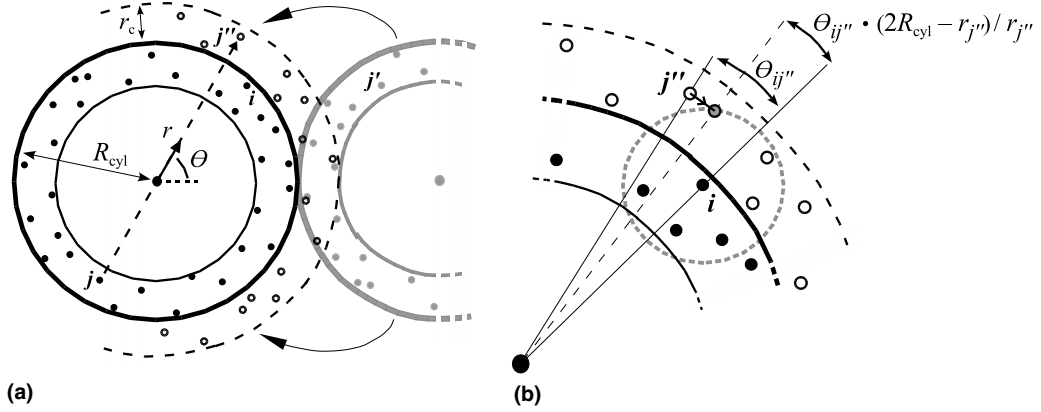 r_c
j''
j'
i
r
R_cyl
Θ
j
(a)
Θ_ij'' • (2R_cyl – r_j'') / r_j''
Θ_ij''
j''
i
(b)